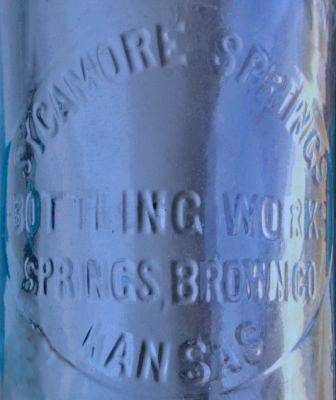 SYCAMORE SPRINGS
BOTTLING WORKS
SPRINGS, BROWN CO
KANSAS